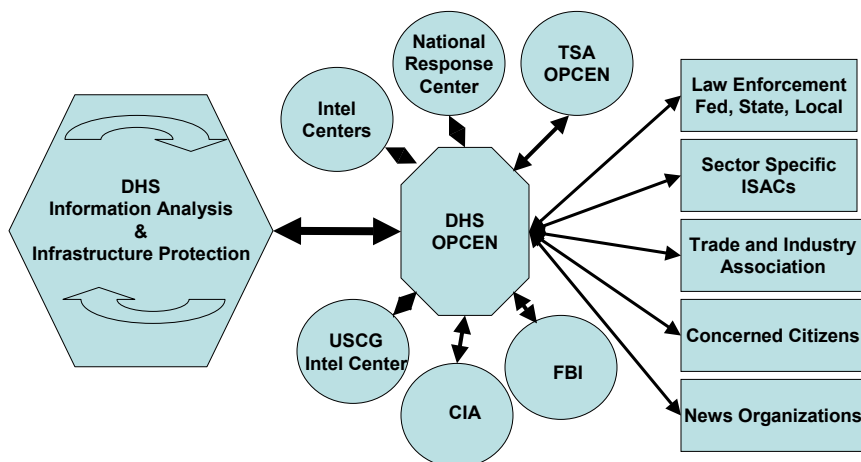 DHS
Information Analysis
&
Infrastructure Protection
Intel
Centers
National
Response
Center
TSA
OPCEN
DHS
OPCEN
USCG
Intel Center
CIA
FBI
Law Enforcement
Fed, State, Local
Sector Specific
ISACs
Trade and Industry
Association
Concerned Citizens
News Organizations